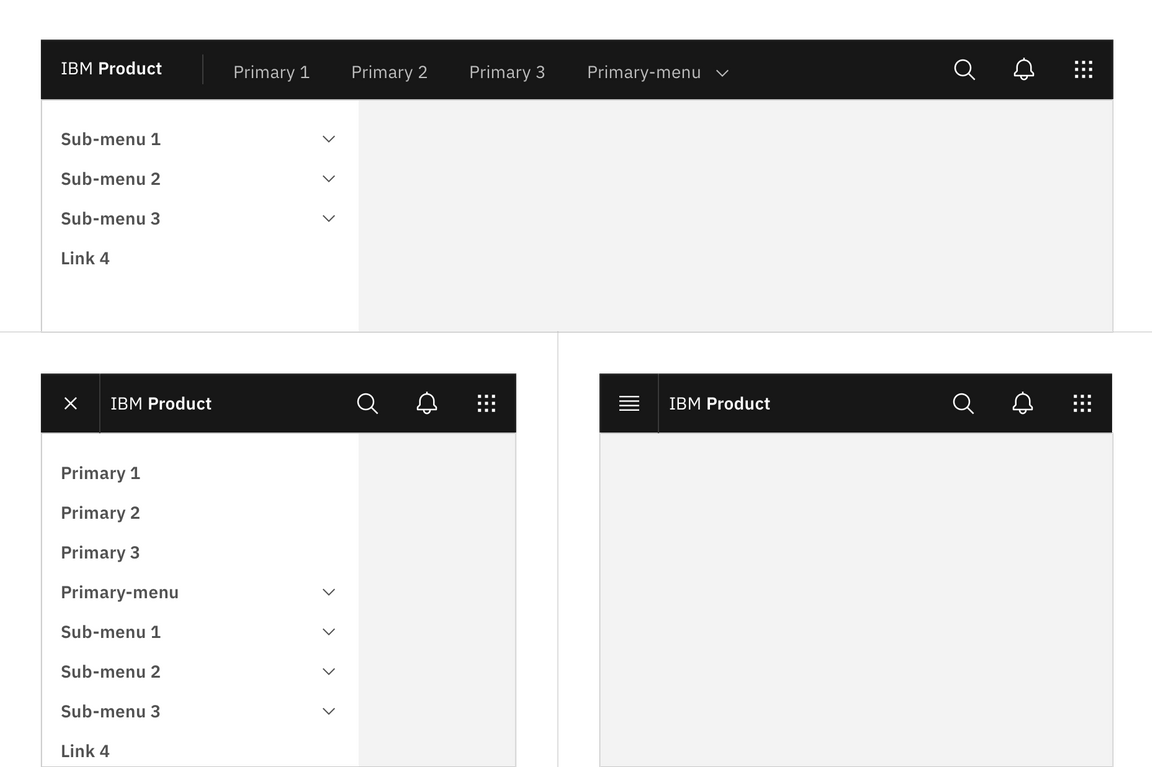 IBM Product Primary 1 Primary 2 Primary 3 Primary-menu
Sub-menu 1
Sub-menu 2
Sub-menu 3
Link 4
IBM Product
Primary 1
Primary 2
Primary 3
Primary-menu
Sub-menu 1
Sub-menu 2
Sub-menu 3
Link 4
IBM Product